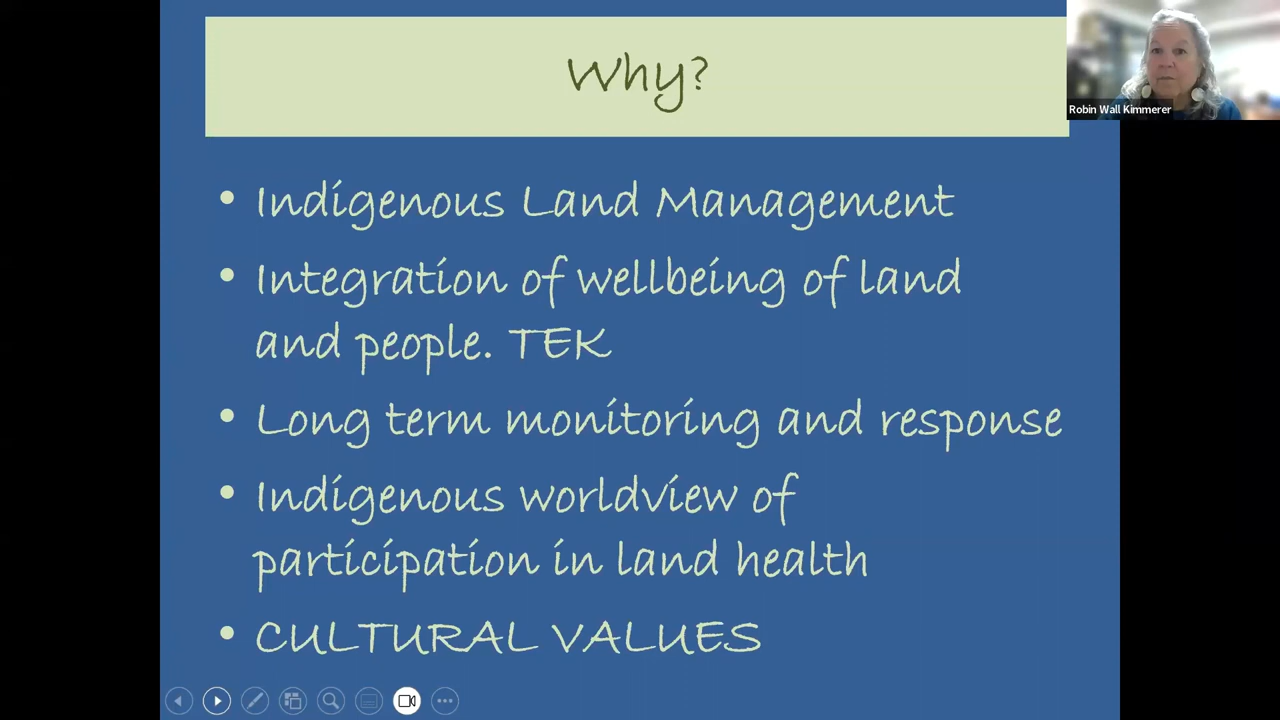 Why?
Robin Wall Kimmerer
• Indigenous Land Management
• Integration of wellbeing of land
and people. TEK
• Long term monitoring and response
• Indigenous worldview of
participation in land health
• CULTURAL VALUES